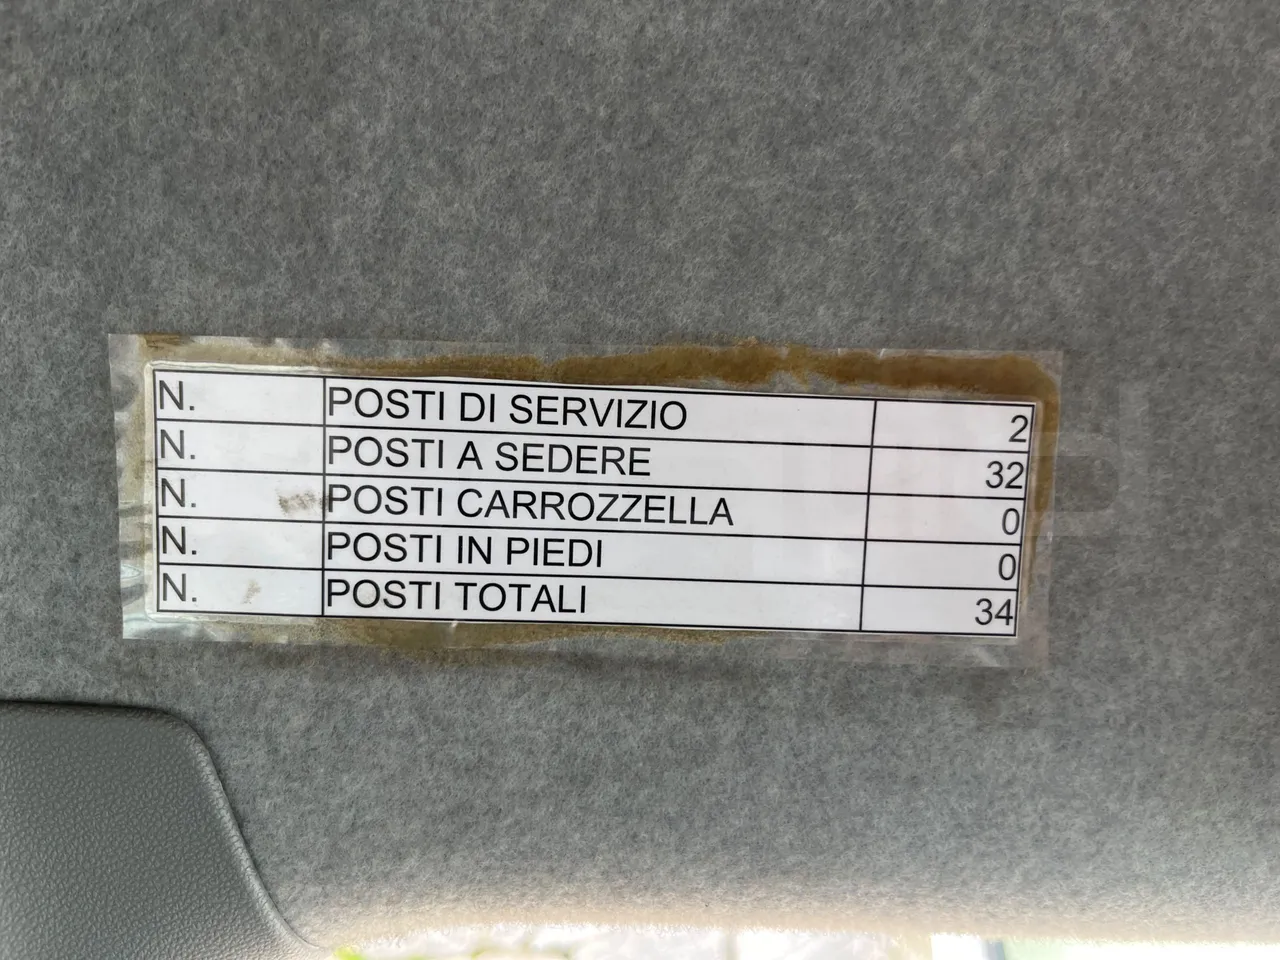 N. POSTI DI SERVIZIO 2
N. POSTI A SEDERE 32
N. POSTI CARROZZELLA 0
N. POSTI IN PIEDI 0
N. POSTI TOTALI 34